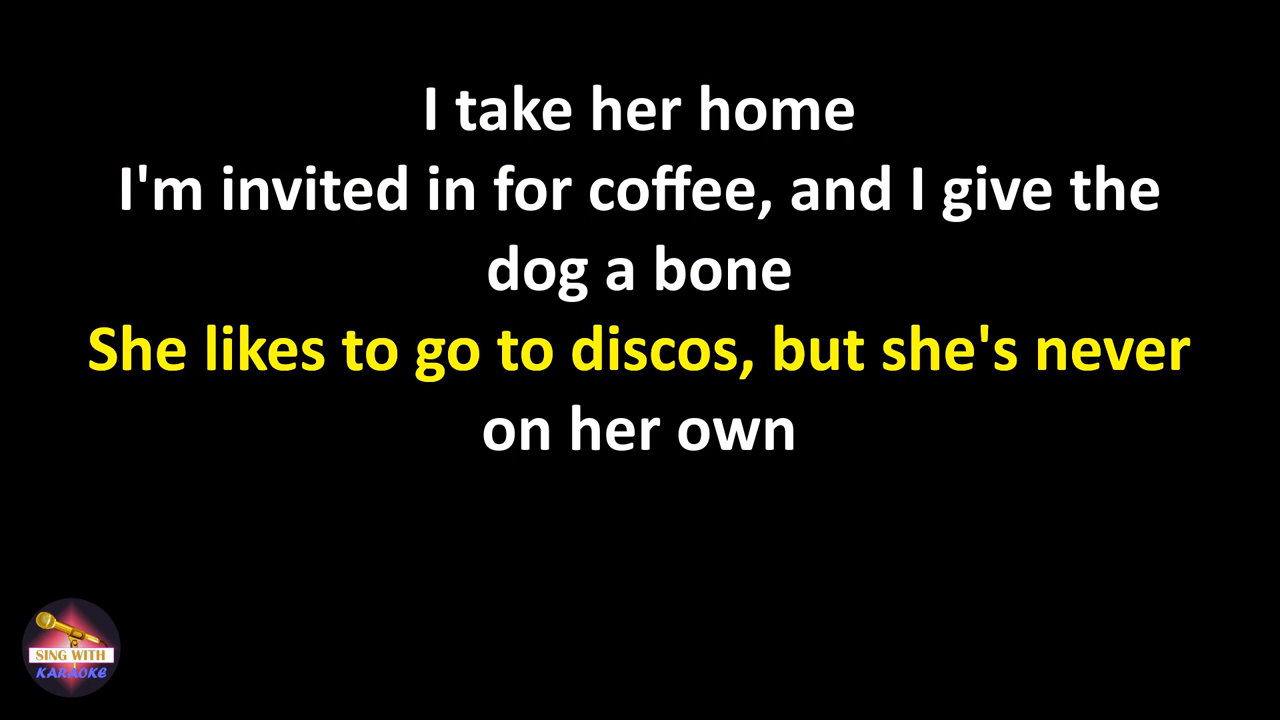 I take her home
I'm invited in for coffee, and I give the
dog a bone
She likes to go to discos, but she's never
on her own
SING WITH
KARAOKE